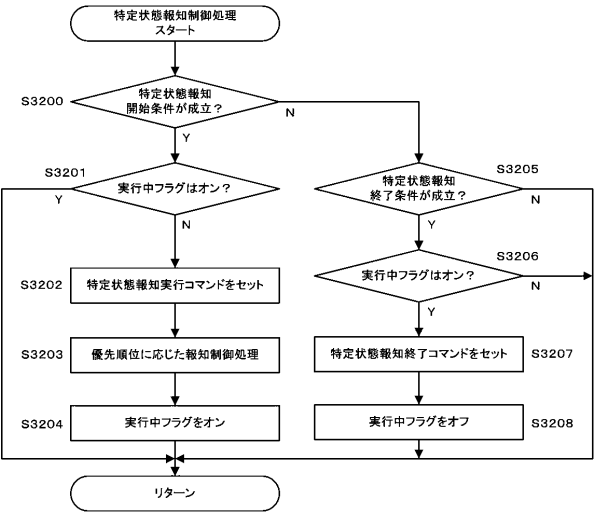 特定状態報知制御処理
スタート
S3200
特定状態報知
開始条件が成立？
N
Y
S3201
実行中フラグはオン？
Y
N
S3205
特定状態報知
終了条件が成立？
N
Y
S3206
実行中フラグはオン？
N
Y
S3202
特定状態報知実行コマンドをセット
S3203
優先順位に応じた報知制御処理
特定状態報知終了コマンドをセット
S3207
S3204
実行中フラグをオン
実行中フラグをオフ
S3208
リターン